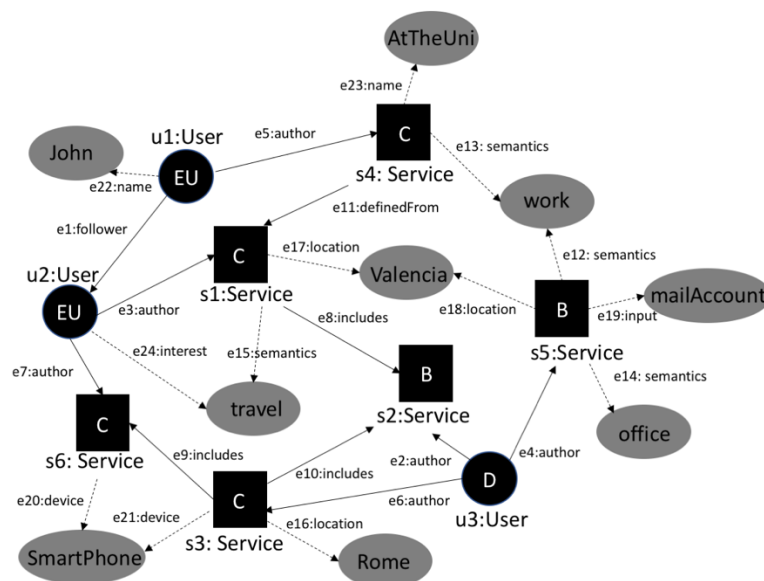 AtTheUni
e23:name
u1:User
e5:author
C
e13: semantics
John
s4: Service
e22:name
EU
work
e11:definedFrom
e1:follower
e17:location
e12: semantics
C
Valencia
u2:User
mailAccount
e3:author
s1:Service
e18:location
B
e19:input
EU
e8:includes
s5:Service
e24:interest
e15:semantics
e7:author
B
e14: semantics
travel
s2:Service
C
office
e9:includes
e2:author
e4:author
s6: Service
e10:includes
D
e6:author
e20:device
C
e21:device
u3:User
s3: Service
e16:location
SmartPhone
Rome